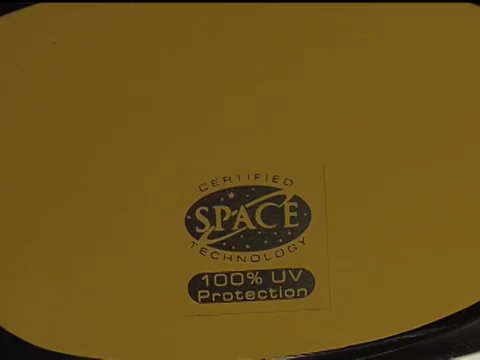 CERTIFIED
SPACE
TECHNOLOGY
100% UV
Protection